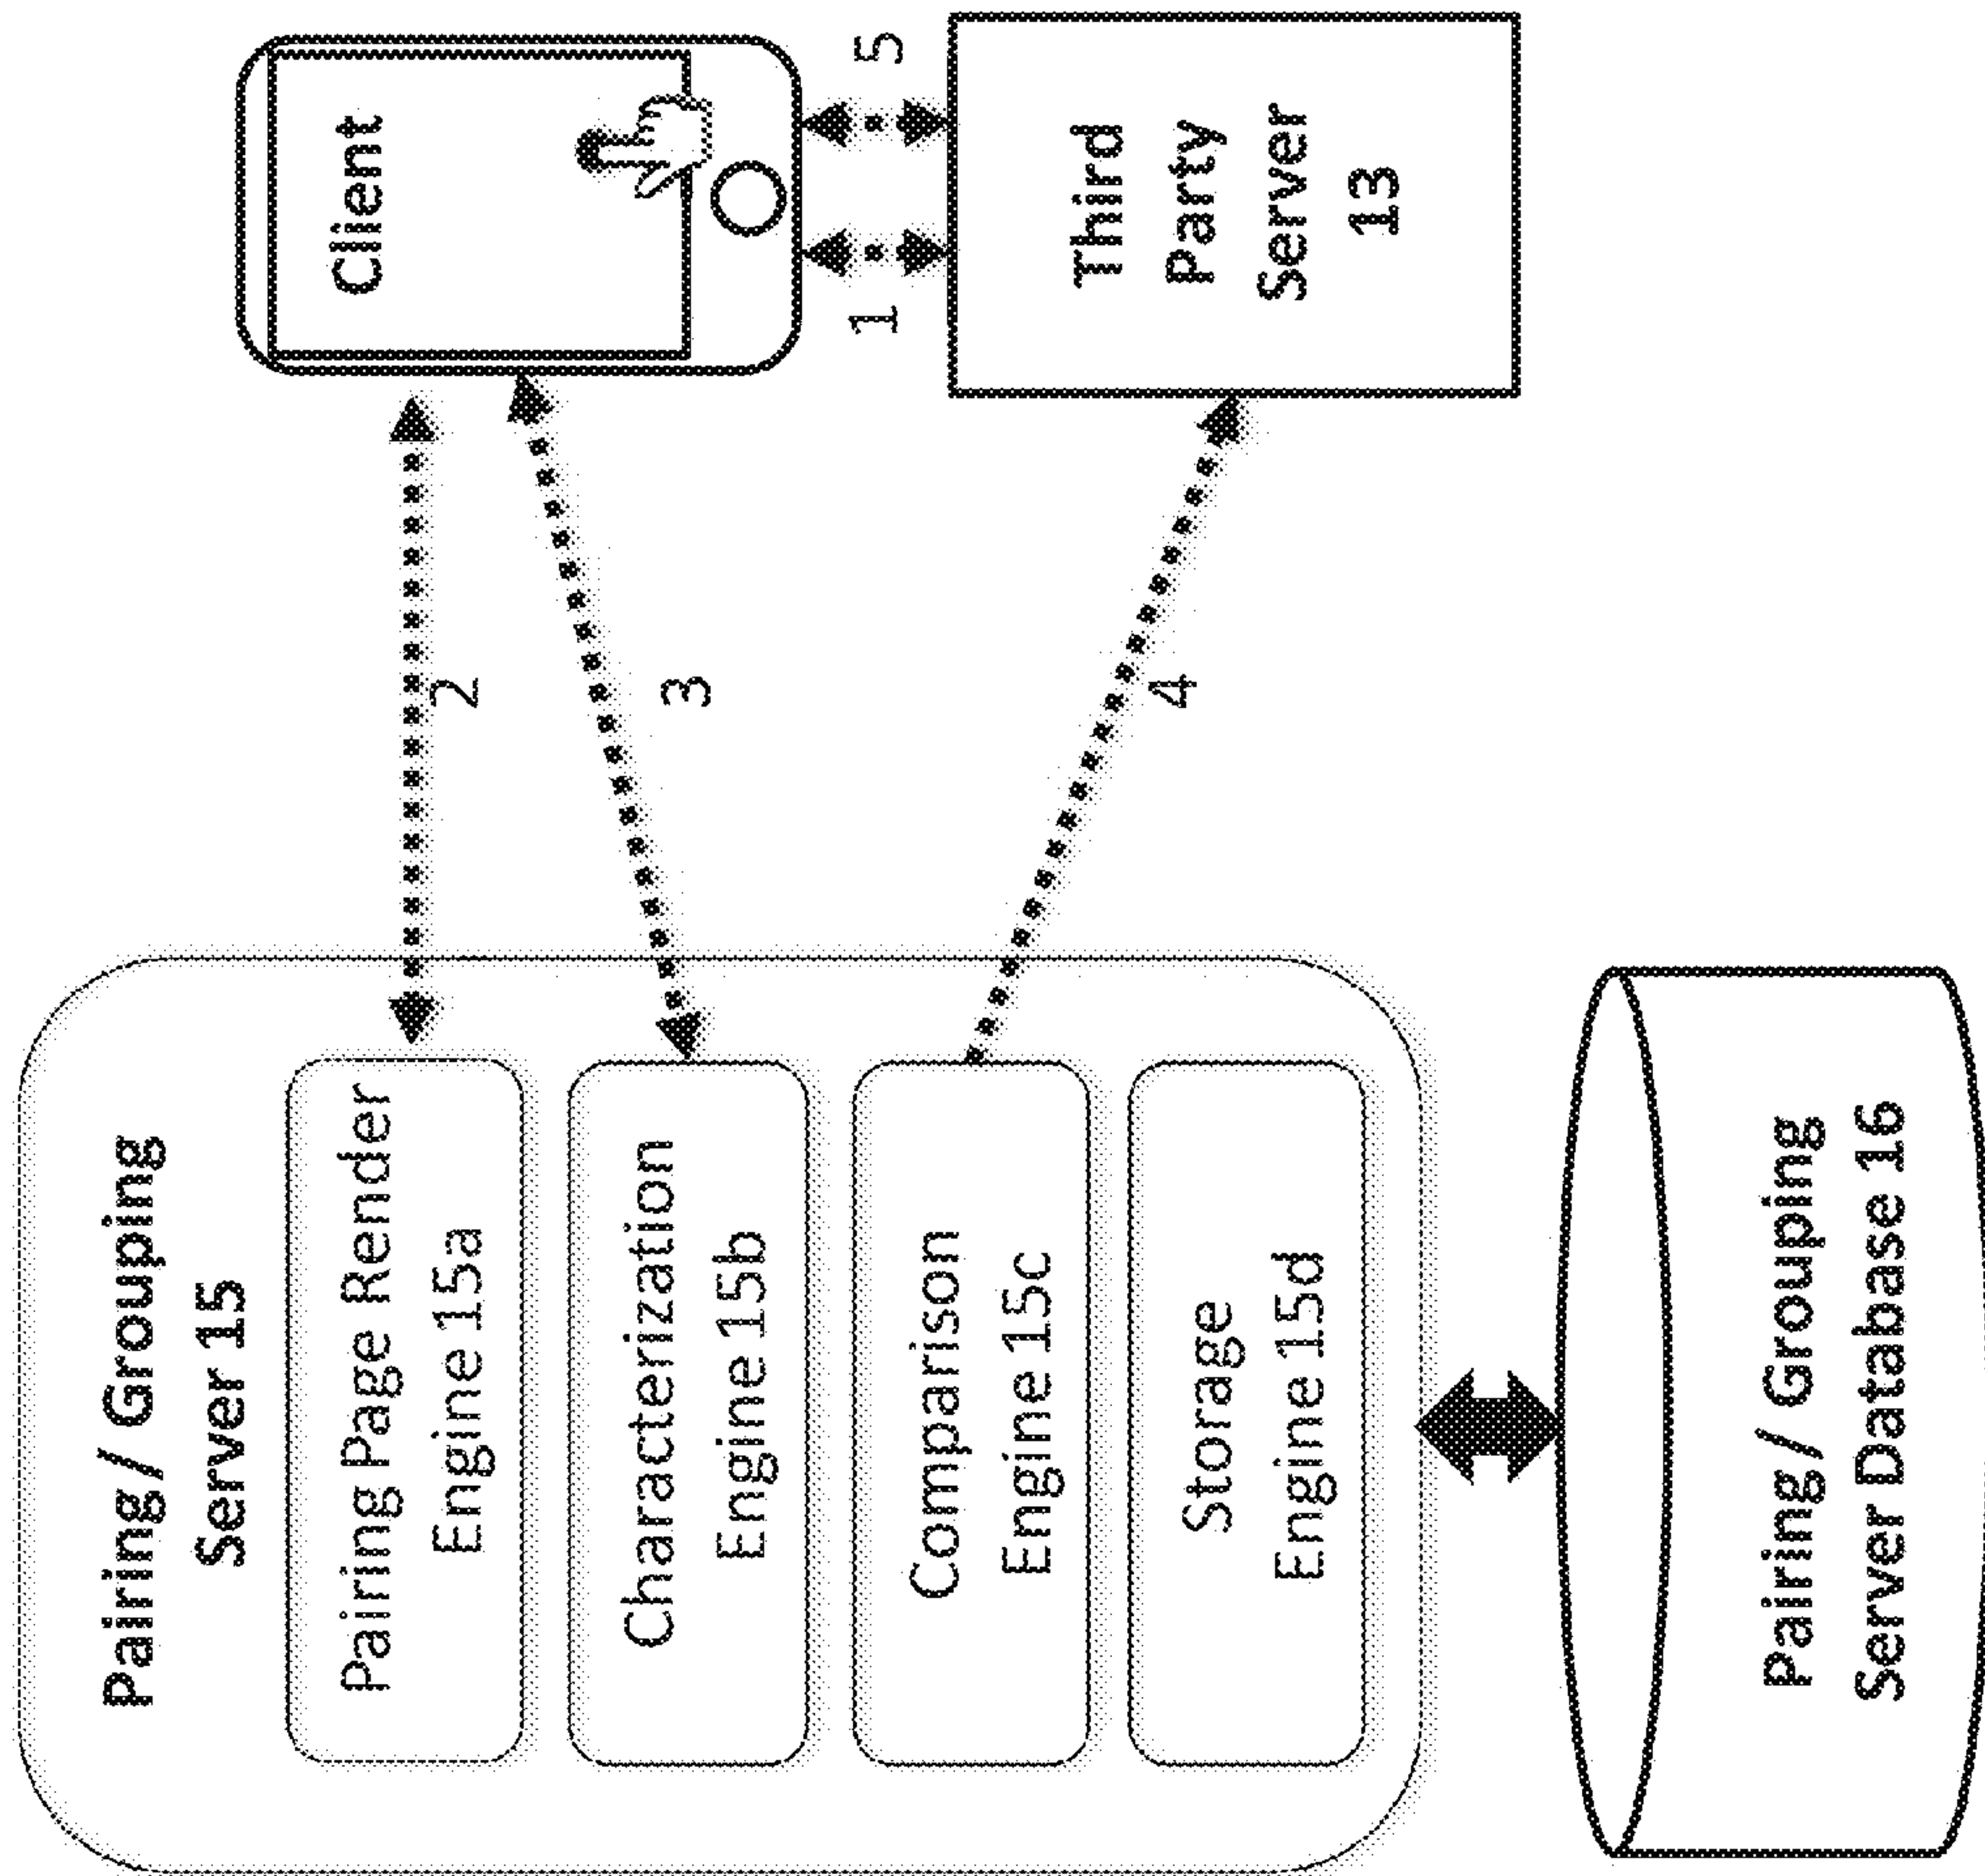 Pairing / Grouping
Server 15
Pairing Page Render
Engine 15a
Characterization
Engine 15b
Comparison
Engine 15c
Storage
Engine 15d
Pairing / Grouping
Server Database 16
2
3
4
Client
1
5
Third
Party
Server
13